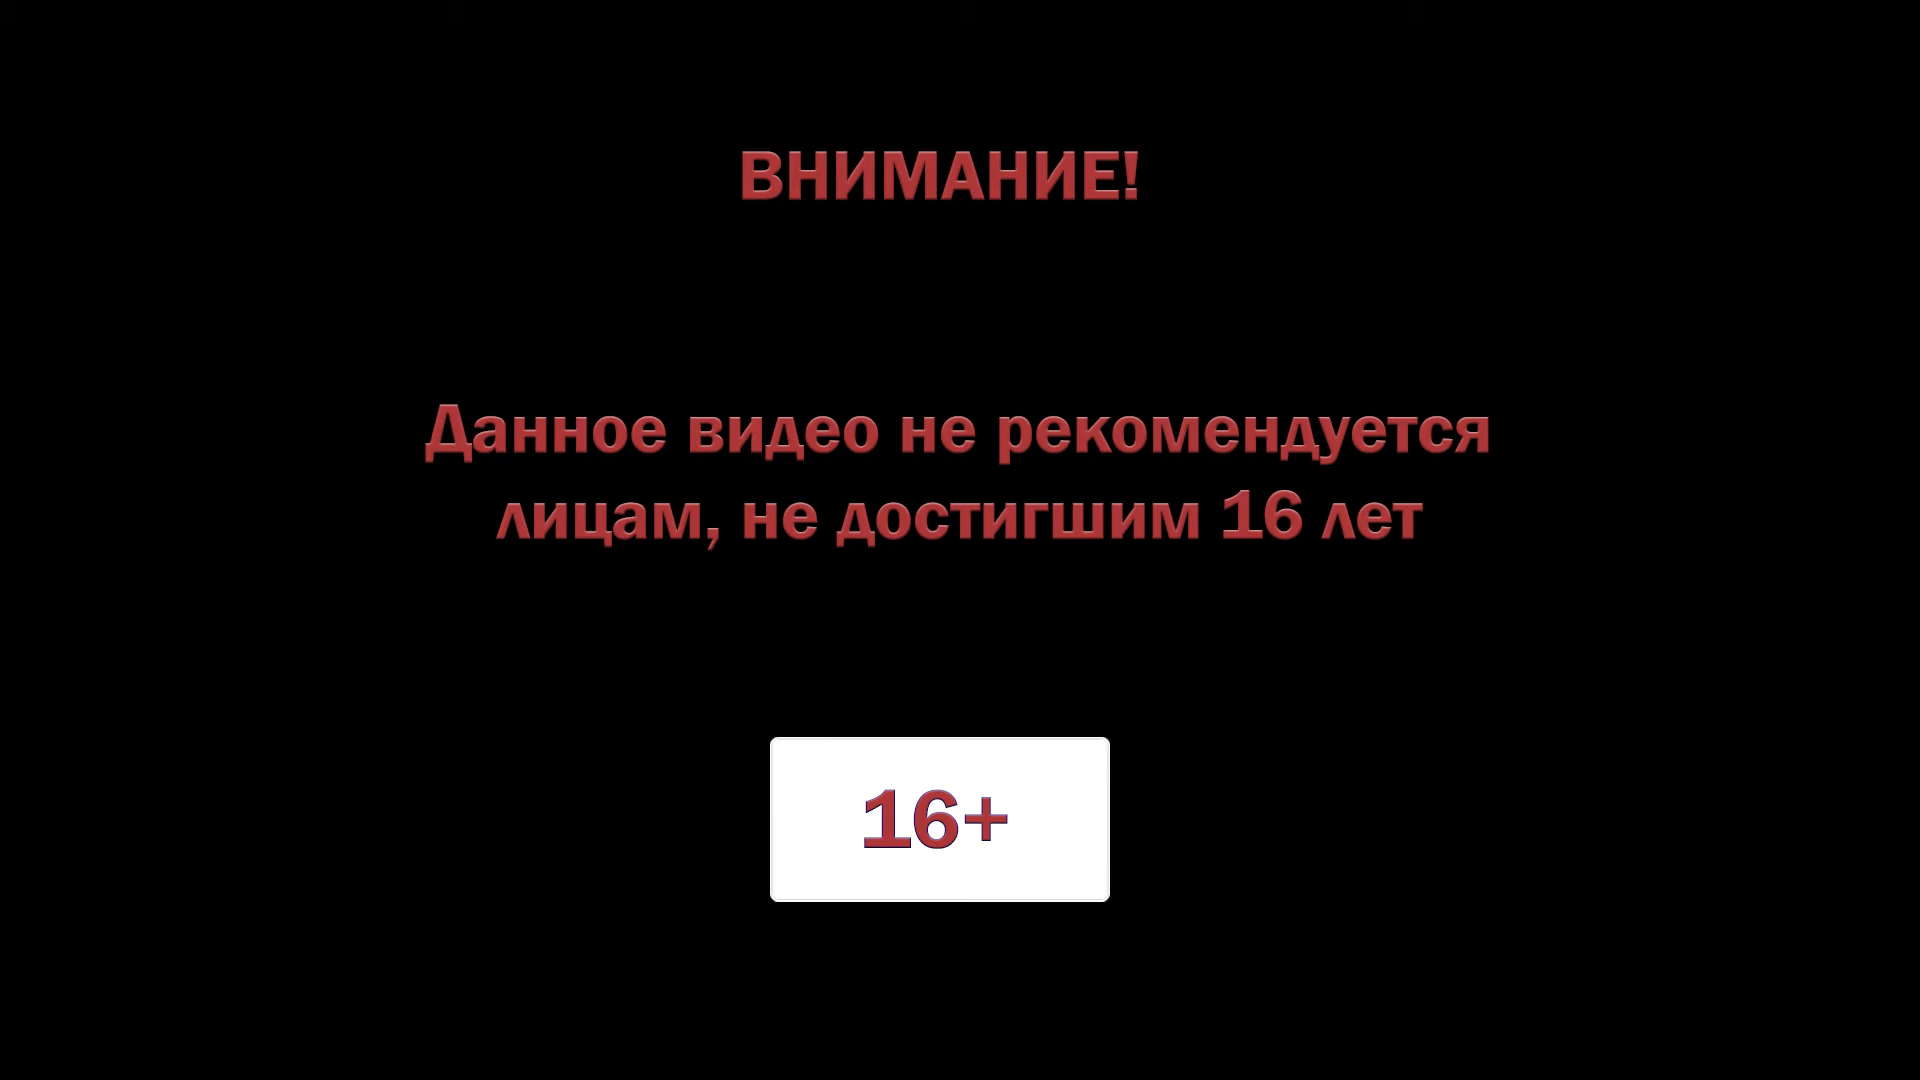 ВНИМАНИЕ!
Данное видео не рекомендуется
лицам, не достигшим 16 лет
16+